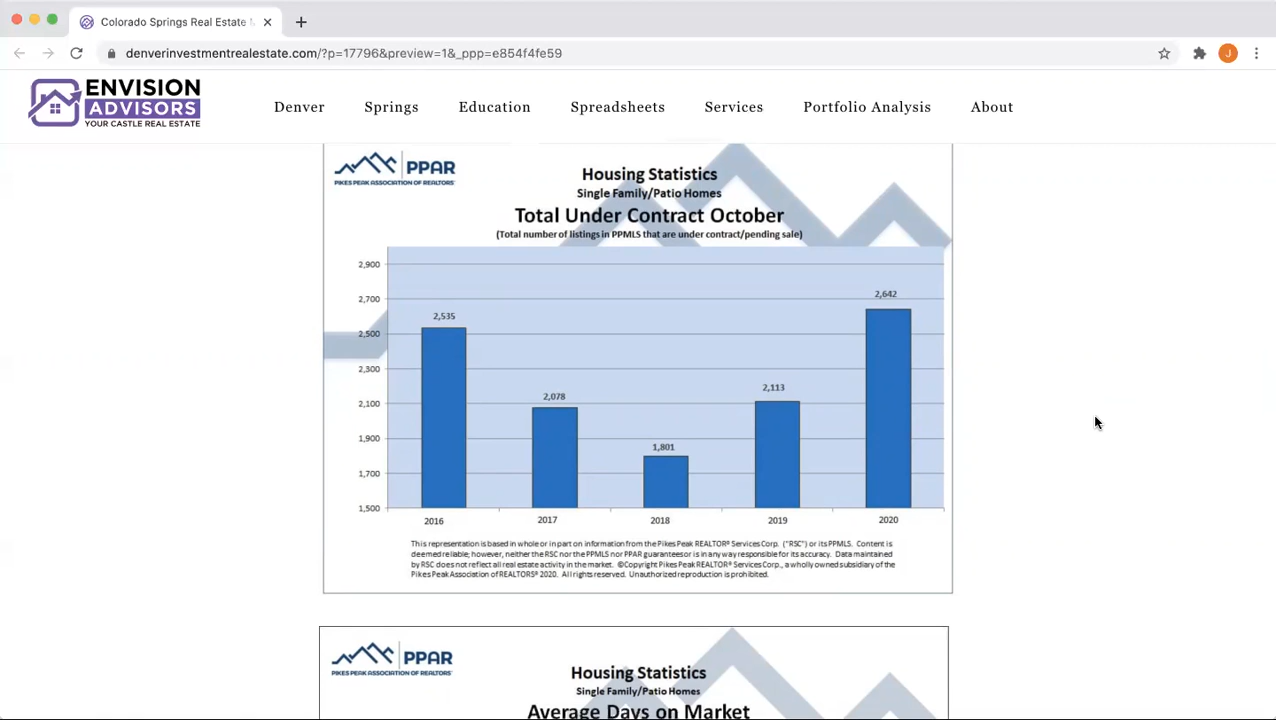 Colorado Springs Real Estate M
denverinvestmentrealestate.com/?p=17796&preview=1&_ppp=e854f4fe59
J
ENVISION
ADVISORS
YOUR CASTLE REAL ESTATE
Denver Springs Education Spreadsheets Services Portfolio Analysis About
PPAR
PIKES PEAK ASSOCIATION OF REALTORS®
Housing Statistics
Single Family/Patio Homes
Total Under Contract October
(Total number of listings in PPMLS that are under contract/pending sale)
2,900
2,700
2,500
2,300
2,100
1,900
1,700
1,500
2,535
2,078
1,801
2,113
2,642
2016 2017 2018 2019 2020
This representation is based in whole or in part on information from the Pikes Peak REALTOR® Services Corp. ("RSC") or its PPMLS. Content is
deemed reliable; however, neither the RSC nor the PPMLS nor PPAR guarantees or is in any way responsible for its accuracy. Data maintained
by RSC does not reflect all real estate activity in the market. ©Copyright Pikes Peak REALTOR® Services Corp., a wholly owned subsidiary of the
Pikes Peak Association of REALTORS® 2020. All rights reserved. Unauthorized reproduction is prohibited.
PPAR
PIKES PEAK ASSOCIATION OF REALTORS®
Housing Statistics
Single Family/Patio Homes
Average Days on Market